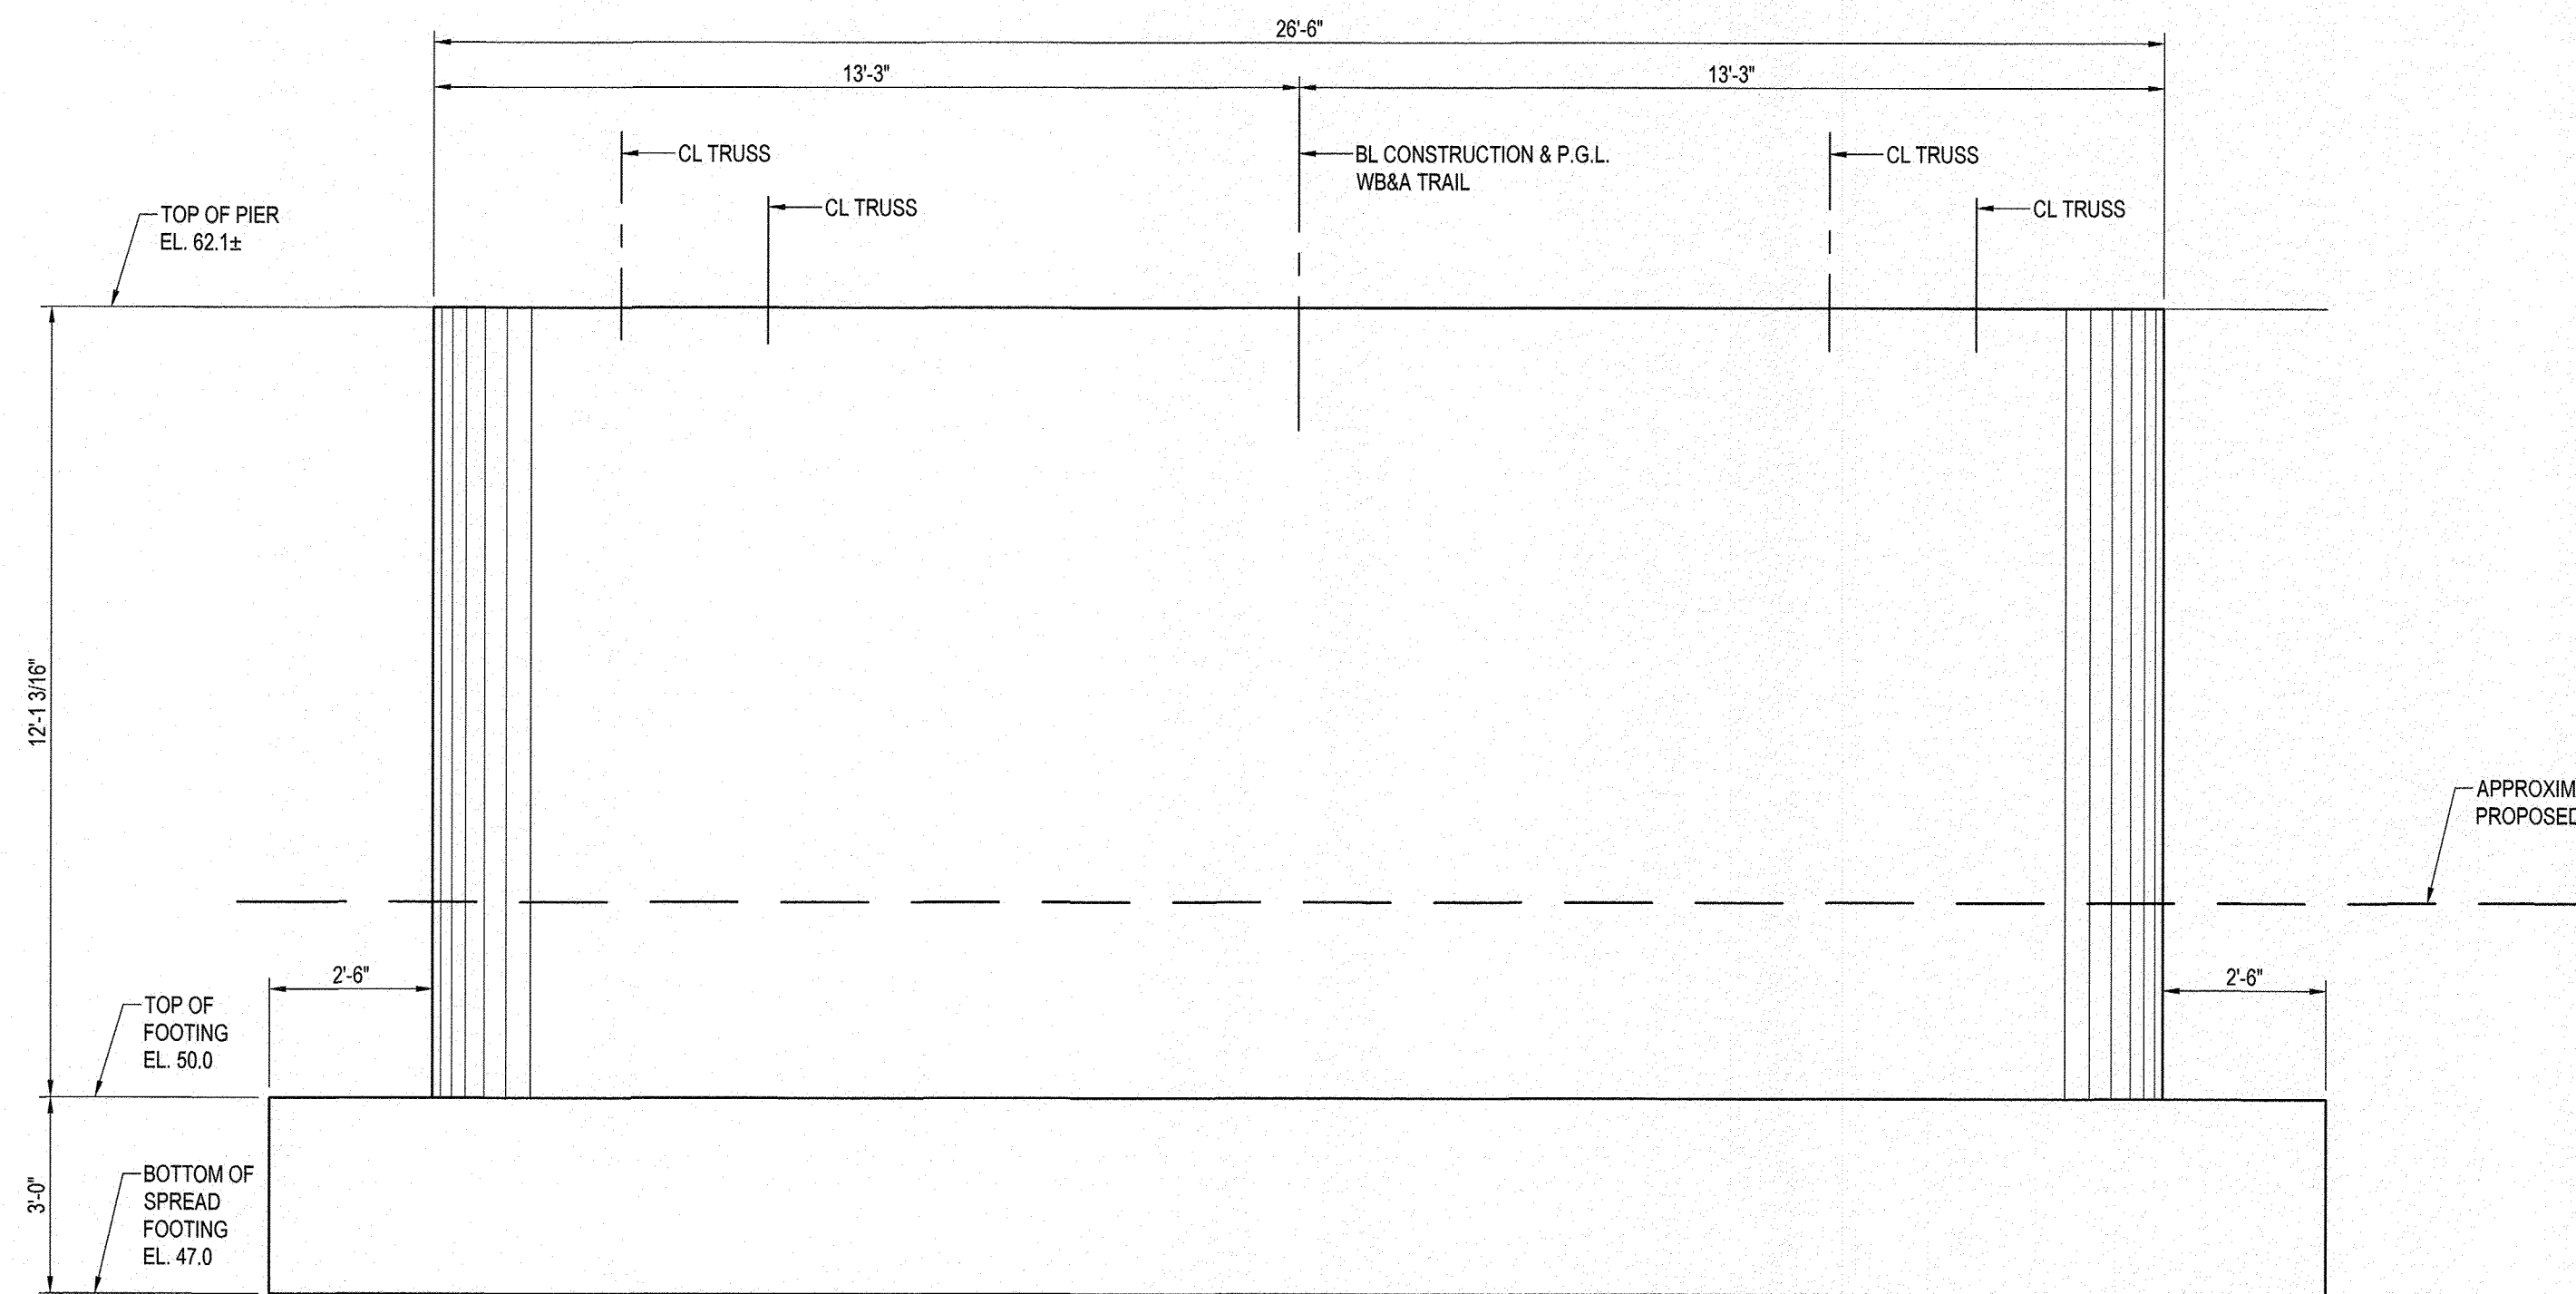 26'-6"
13'-3"
13'-3"
CL TRUSS
BL CONSTRUCTION & P.G.L.
WB&A TRAIL
CL TRUSS
CL TRUSS
CL TRUSS
TOP OF PIER
EL. 62.1±
12'-1 3/16"
APPROXIM
PROPOSED
2'-6"
2'-6"
TOP OF
FOOTING
EL. 50.0
3'-0"
BOTTOM OF
SPREAD
FOOTING
EL. 47.0